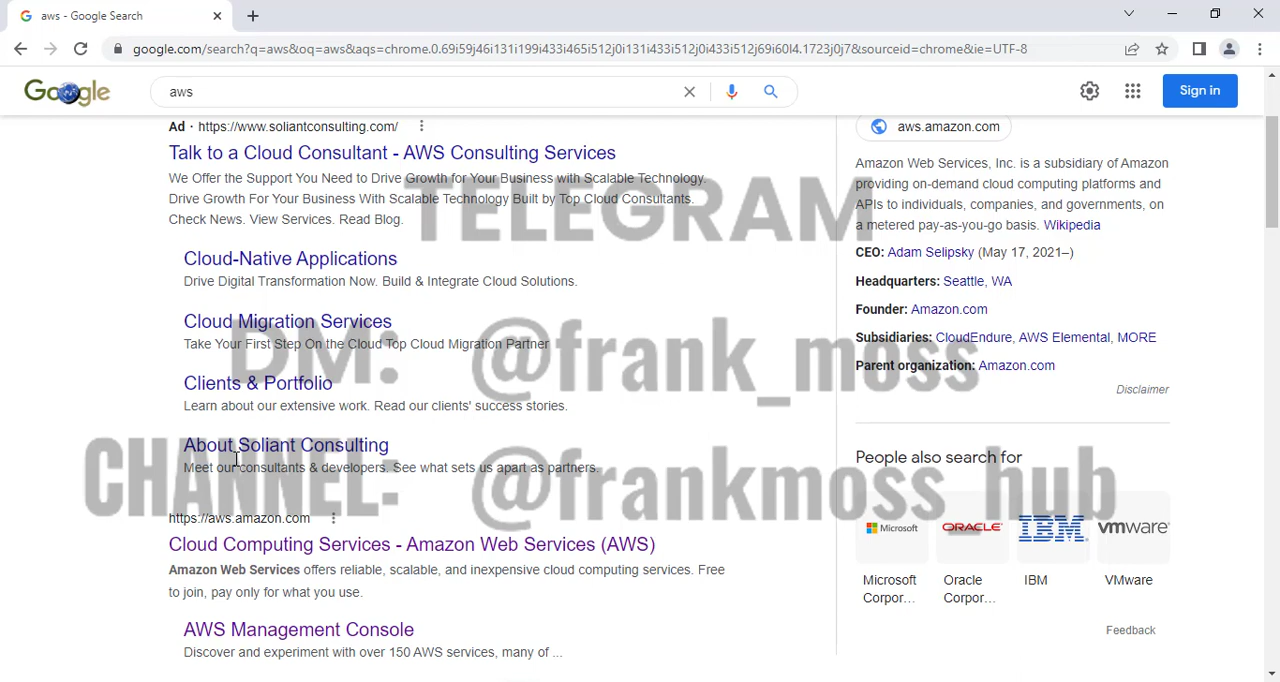 aws - Google Search
google.com/search?q=aws&oq=aws&aqs=chrome.0.69i59j46i131i199i433i465i512j0i131i433i512j0i433i512j69i60l4.1723j0j7&sourceid=chrome&ie=UTF-8
Google
aws
Sign in
Ad · https://www.soliantconsulting.com/
Talk to a Cloud Consultant - AWS Consulting Services
We Offer the Support You Need to Drive Growth for Your Business with Scalable Technology.
Drive Growth For Your Business With Scalable Technology Built by Top Cloud Consultants.
Check News. View Services. Read Blog.
Cloud-Native Applications
Drive Digital Transformation Now. Build & Integrate Cloud Solutions.
Cloud Migration Services
Take Your First Step On the Cloud Top Cloud Migration Partner
Clients & Portfolio
Learn about our extensive work. Read our clients' success stories.
About Soliant Consulting
Meet our consultants & developers. See what sets us apart as partners.
https://aws.amazon.com
Cloud Computing Services - Amazon Web Services (AWS)
Amazon Web Services offers reliable, scalable, and inexpensive cloud computing services. Free
to join, pay only for what you use.
AWS Management Console
Discover and experiment with over 150 AWS services, many of ...
aws.amazon.com
Amazon Web Services, Inc. is a subsidiary of Amazon
providing on-demand cloud computing platforms and
APIs to individuals, companies, and governments, on
a metered pay-as-you-go basis. Wikipedia
CEO: Adam Selipsky (May 17, 2021–)
Headquarters: Seattle, WA
Founder: Amazon.com
Subsidiaries: CloudEndure, AWS Elemental, MORE
Parent organization: Amazon.com
Disclaimer
People also search for
Microsoft
ORACLE
IBM
vmware
Microsoft
Corpor...
Oracle
Corpor...
IBM
VMware
Feedback
TELEGRAM
DM: @frank_moss
CHANNEL: @frankmoss_hub